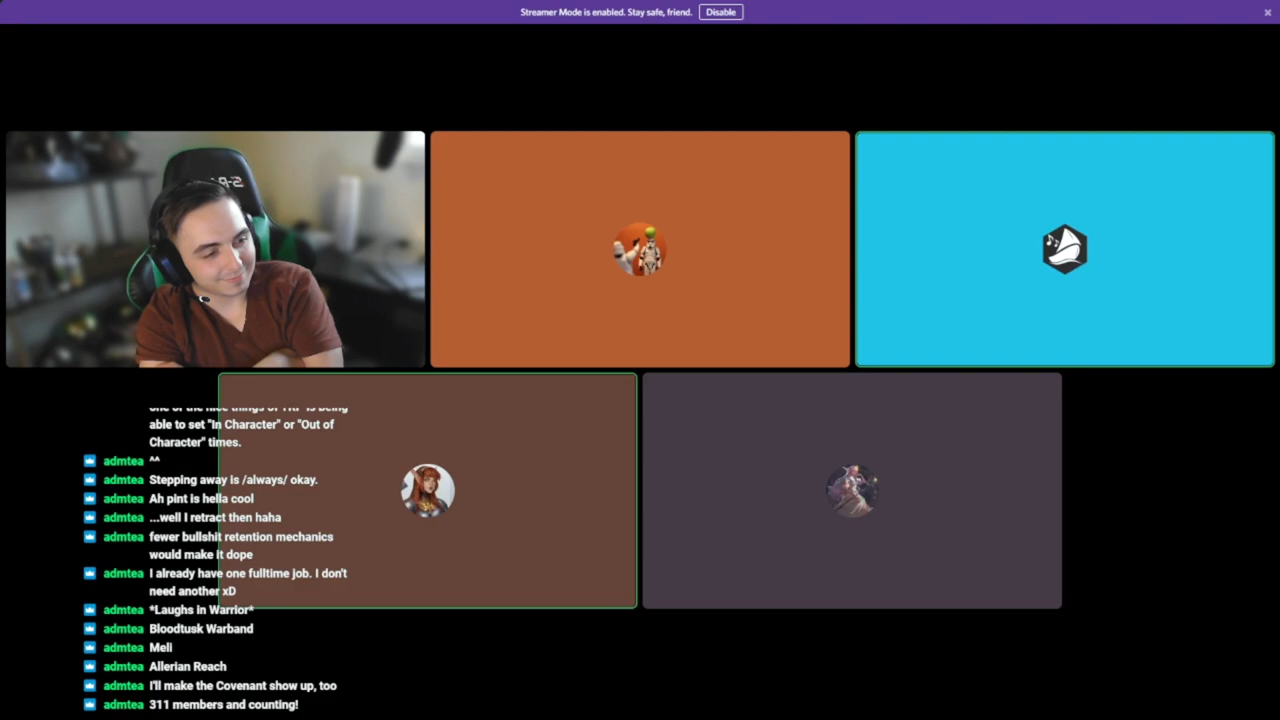 Streamer Mode is enabled. Stay safe, friend. Disable
able to set "In Character" or "Out of
Character" times.
admtea ^^
admtea Stepping away is /always/ okay.
admtea Ah pint is hella cool
admtea ...well I retract then haha
admtea fewer bullshit retention mechanics
would make it dope
admtea I already have one fulltime job. I don't
need another xD
admtea *Laughs in Warrior*
admtea Bloodtusk Warband
admtea Meli
admtea Allerian Reach
admtea I'll make the Covenant show up, too
admtea 311 members and counting!